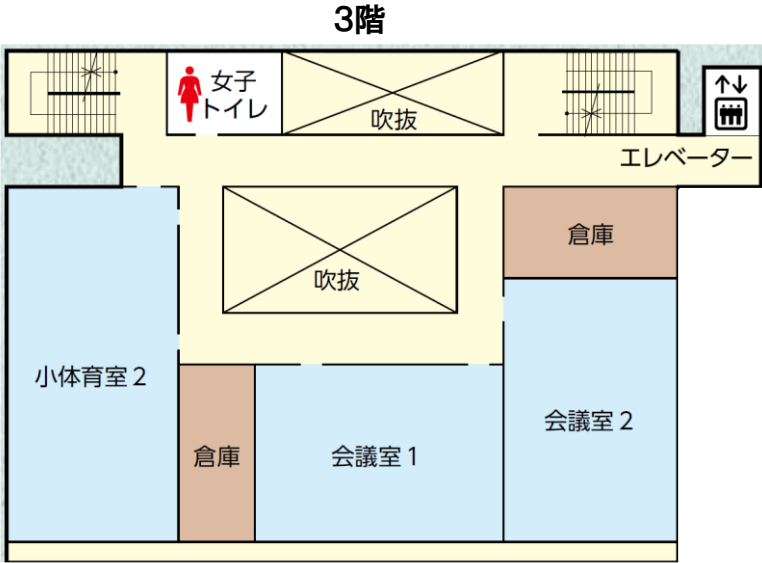 3階
女子
トイレ
吹抜
エレベーター
倉庫
吹抜
小体育室2
会議室2
倉庫
会議室1